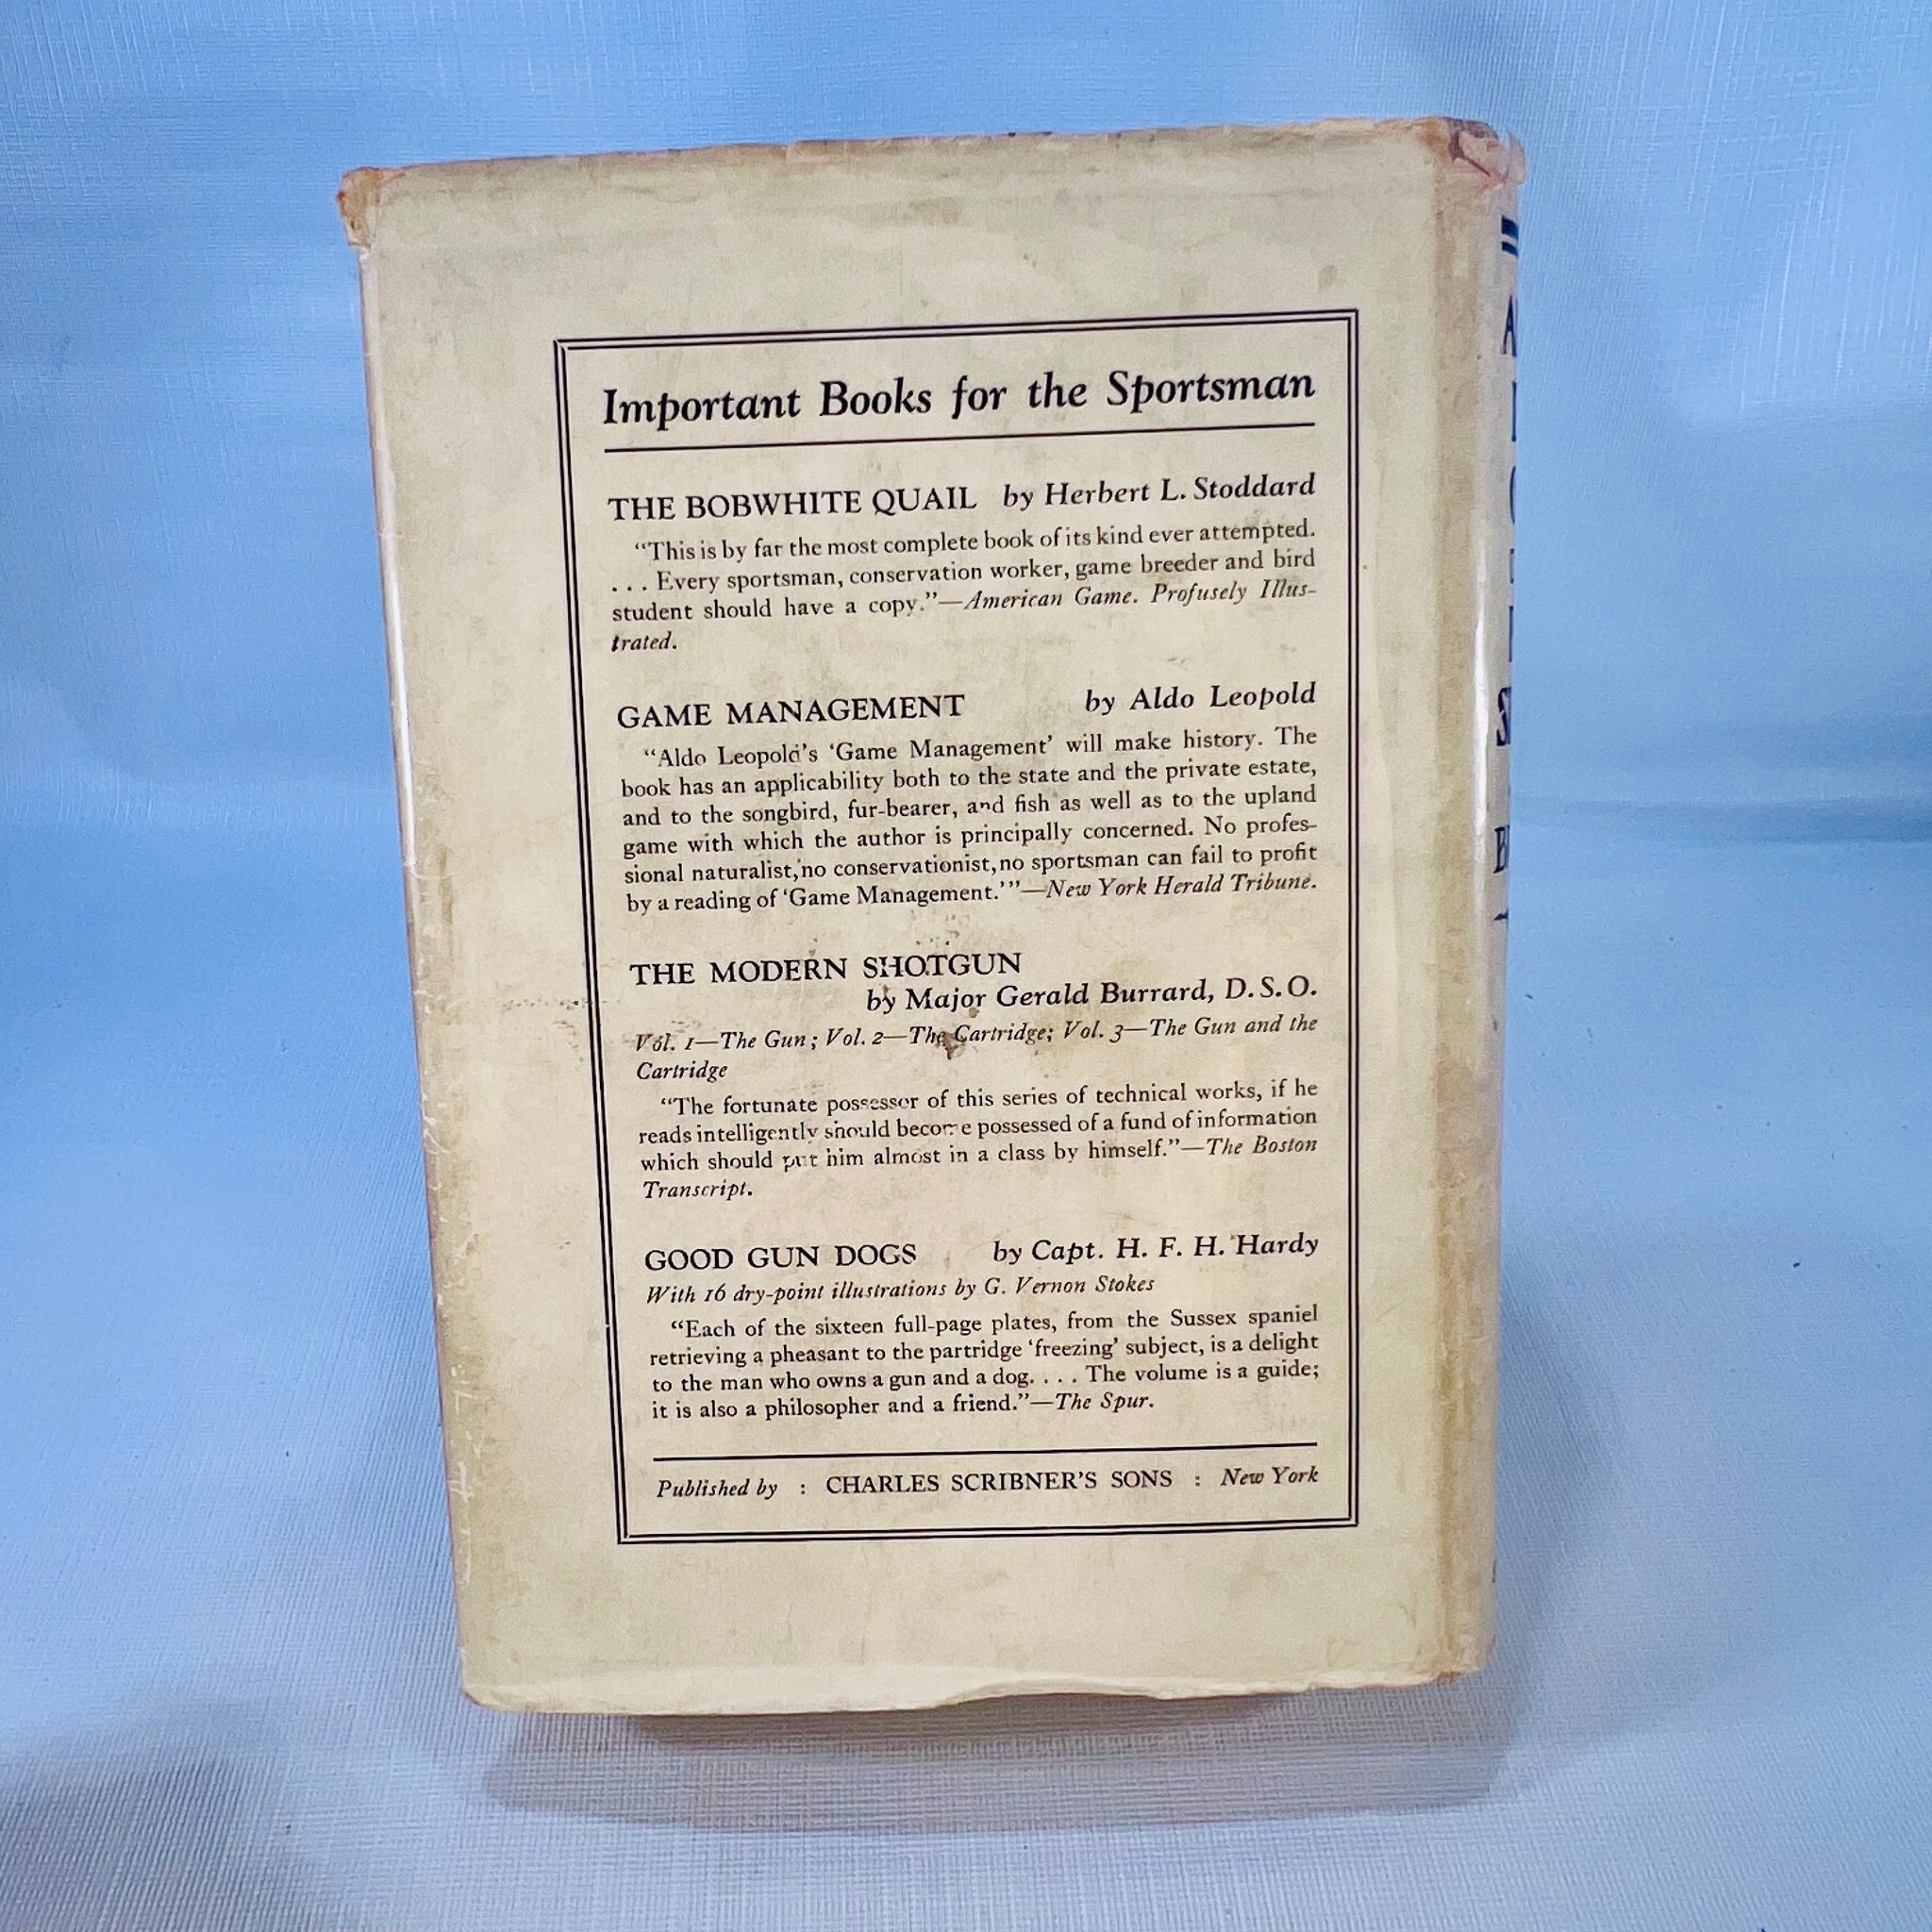 Important Books for the Sportsman
THE BOBWHITE QUAIL by Herbert L. Stoddard
“This is by far the most complete book of its kind ever attempted.
. . . Every sportsman, conservation worker, game breeder and bird
student should have a copy.”—American Game. Profusely Illus-
trated.
GAME MANAGEMENT by Aldo Leopold
“Aldo Leopold’s ‘Game Management’ will make history. The
book has an applicability both to the state and the private estate,
and to the songbird, fur-bearer, and fish as well as to the upland
game with which the author is principally concerned. No profes-
sional naturalist, no conservationist, no sportsman can fail to profit
by a reading of ‘Game Management.’”—New York Herald Tribune.
THE MODERN SHOTGUN
by Major Gerald Burrard, D.S.O.
Vol. 1—The Gun; Vol. 2—The Cartridge; Vol. 3—The Gun and the
Cartridge
“The fortunate possessor of this series of technical works, if he
reads intelligently should become possessed of a fund of information
which should put him almost in a class by himself.”—The Boston
Transcript.
GOOD GUN DOGS by Capt. H. F. H. Hardy
With 16 dry-point illustrations by G. Vernon Stokes
“Each of the sixteen full-page plates, from the Sussex spaniel
retrieving a pheasant to the partridge ‘freezing’ subject, is a delight
to the man who owns a gun and a dog. . . . The volume is a guide;
it is also a philosopher and a friend.”—The Spur.
Published by : CHARLES SCRIBNER’S SONS : New York